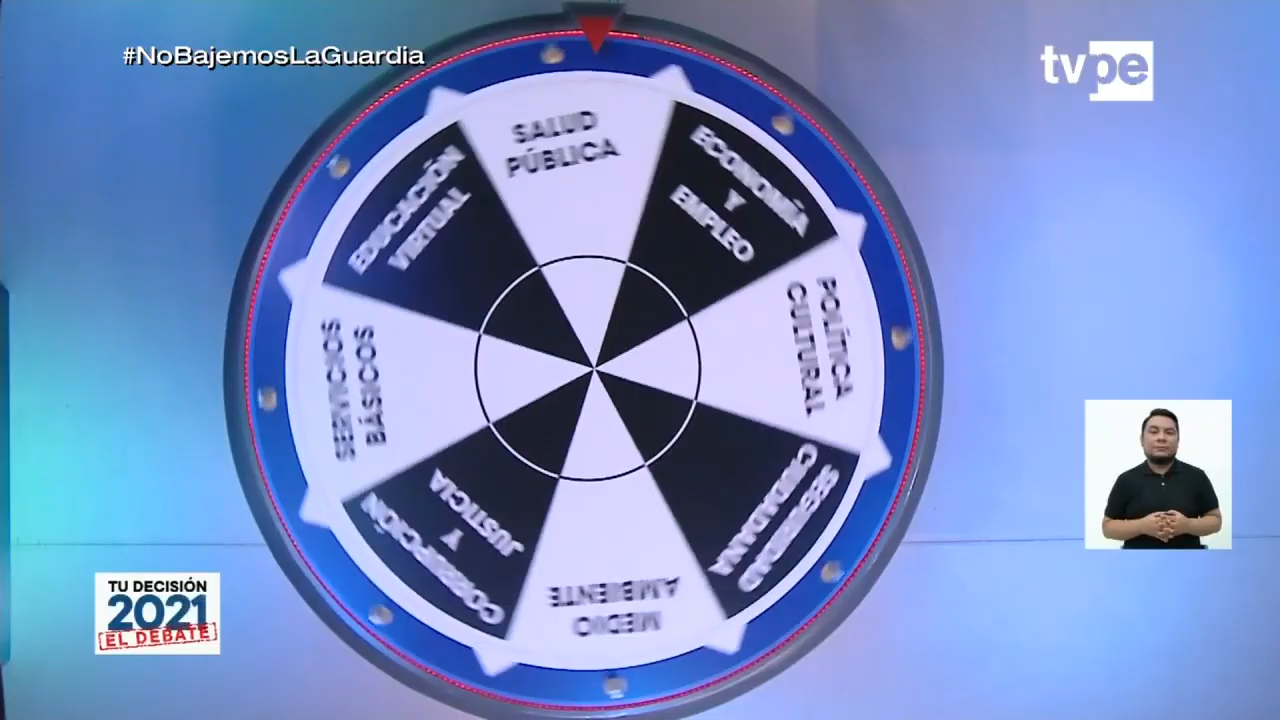 #NoBajemosLaGuardia
tvpe
SALUD
PÚBLICA
ECONOMÍA
Y
EMPLEO
POLÍTICA
CULTURAL
SEGURIDAD
CIUDADANA
MEDIO
AMBIENTE
CORRUPCIÓN
Y
JUSTICIA
SERVICIOS
BÁSICOS
EDUCACIÓN
VIRTUAL
TU DECISIÓN
2021
EL DEBATE